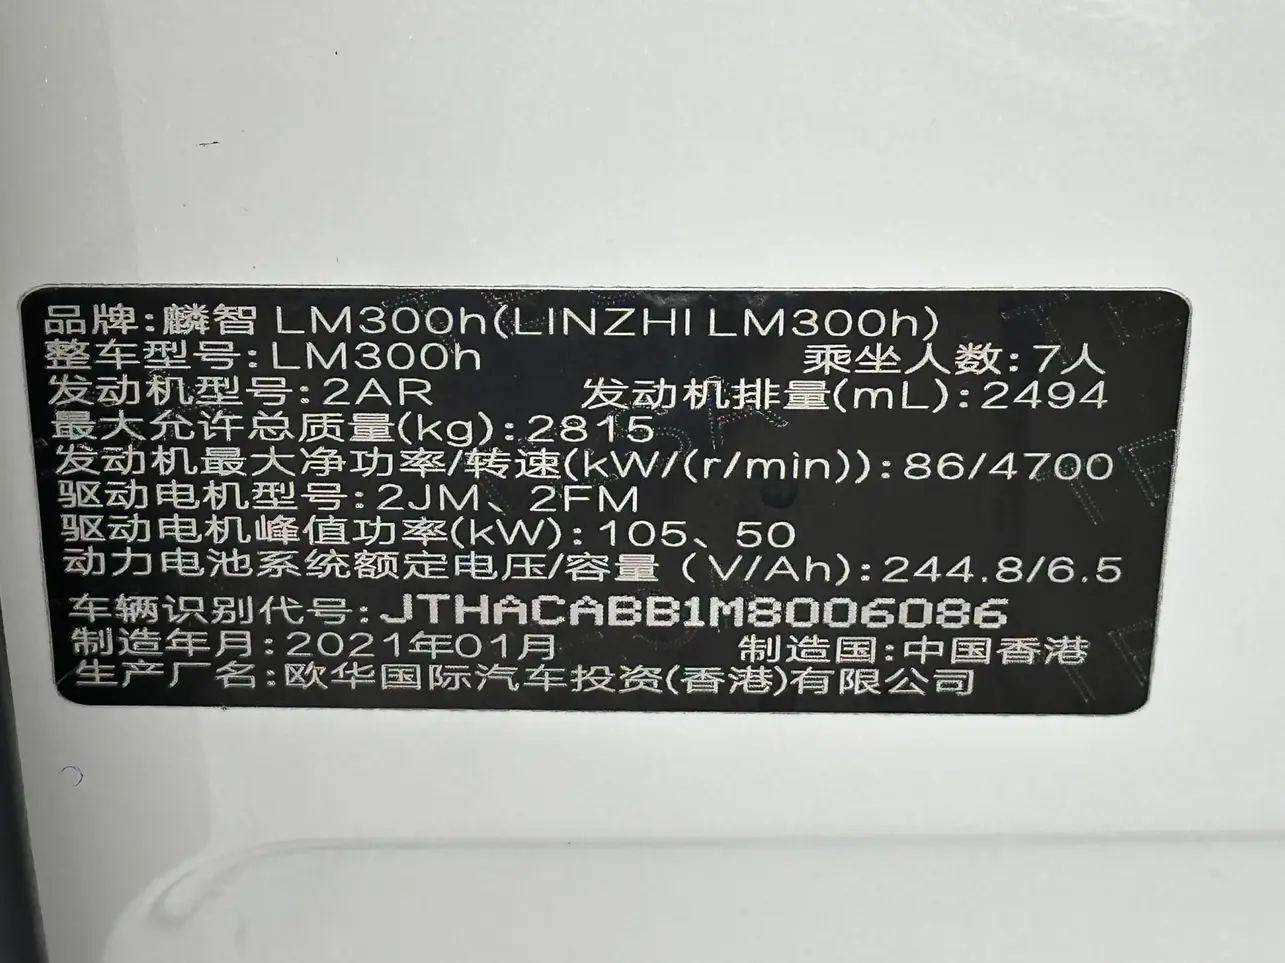 品牌:麟智 LM300h(LINZHI LM300h)
整车型号:LM300h 乘坐人数:7人
发动机型号:2AR 发动机排量(mL):2494
最大允许总质量(kg):2815
发动机最大净功率/转速(kW/(r/min)):86/4700
驱动电机型号:2JM、2FM
驱动电机峰值功率(kW):105、50
动力电池系统额定电压/容量（V/Ah):244.8/6.5
车辆识别代号:JTHACABB1M8006086
制造年月:2021年01月 制造国:中国香港
生产厂名:欧华国际汽车投资(香港)有限公司